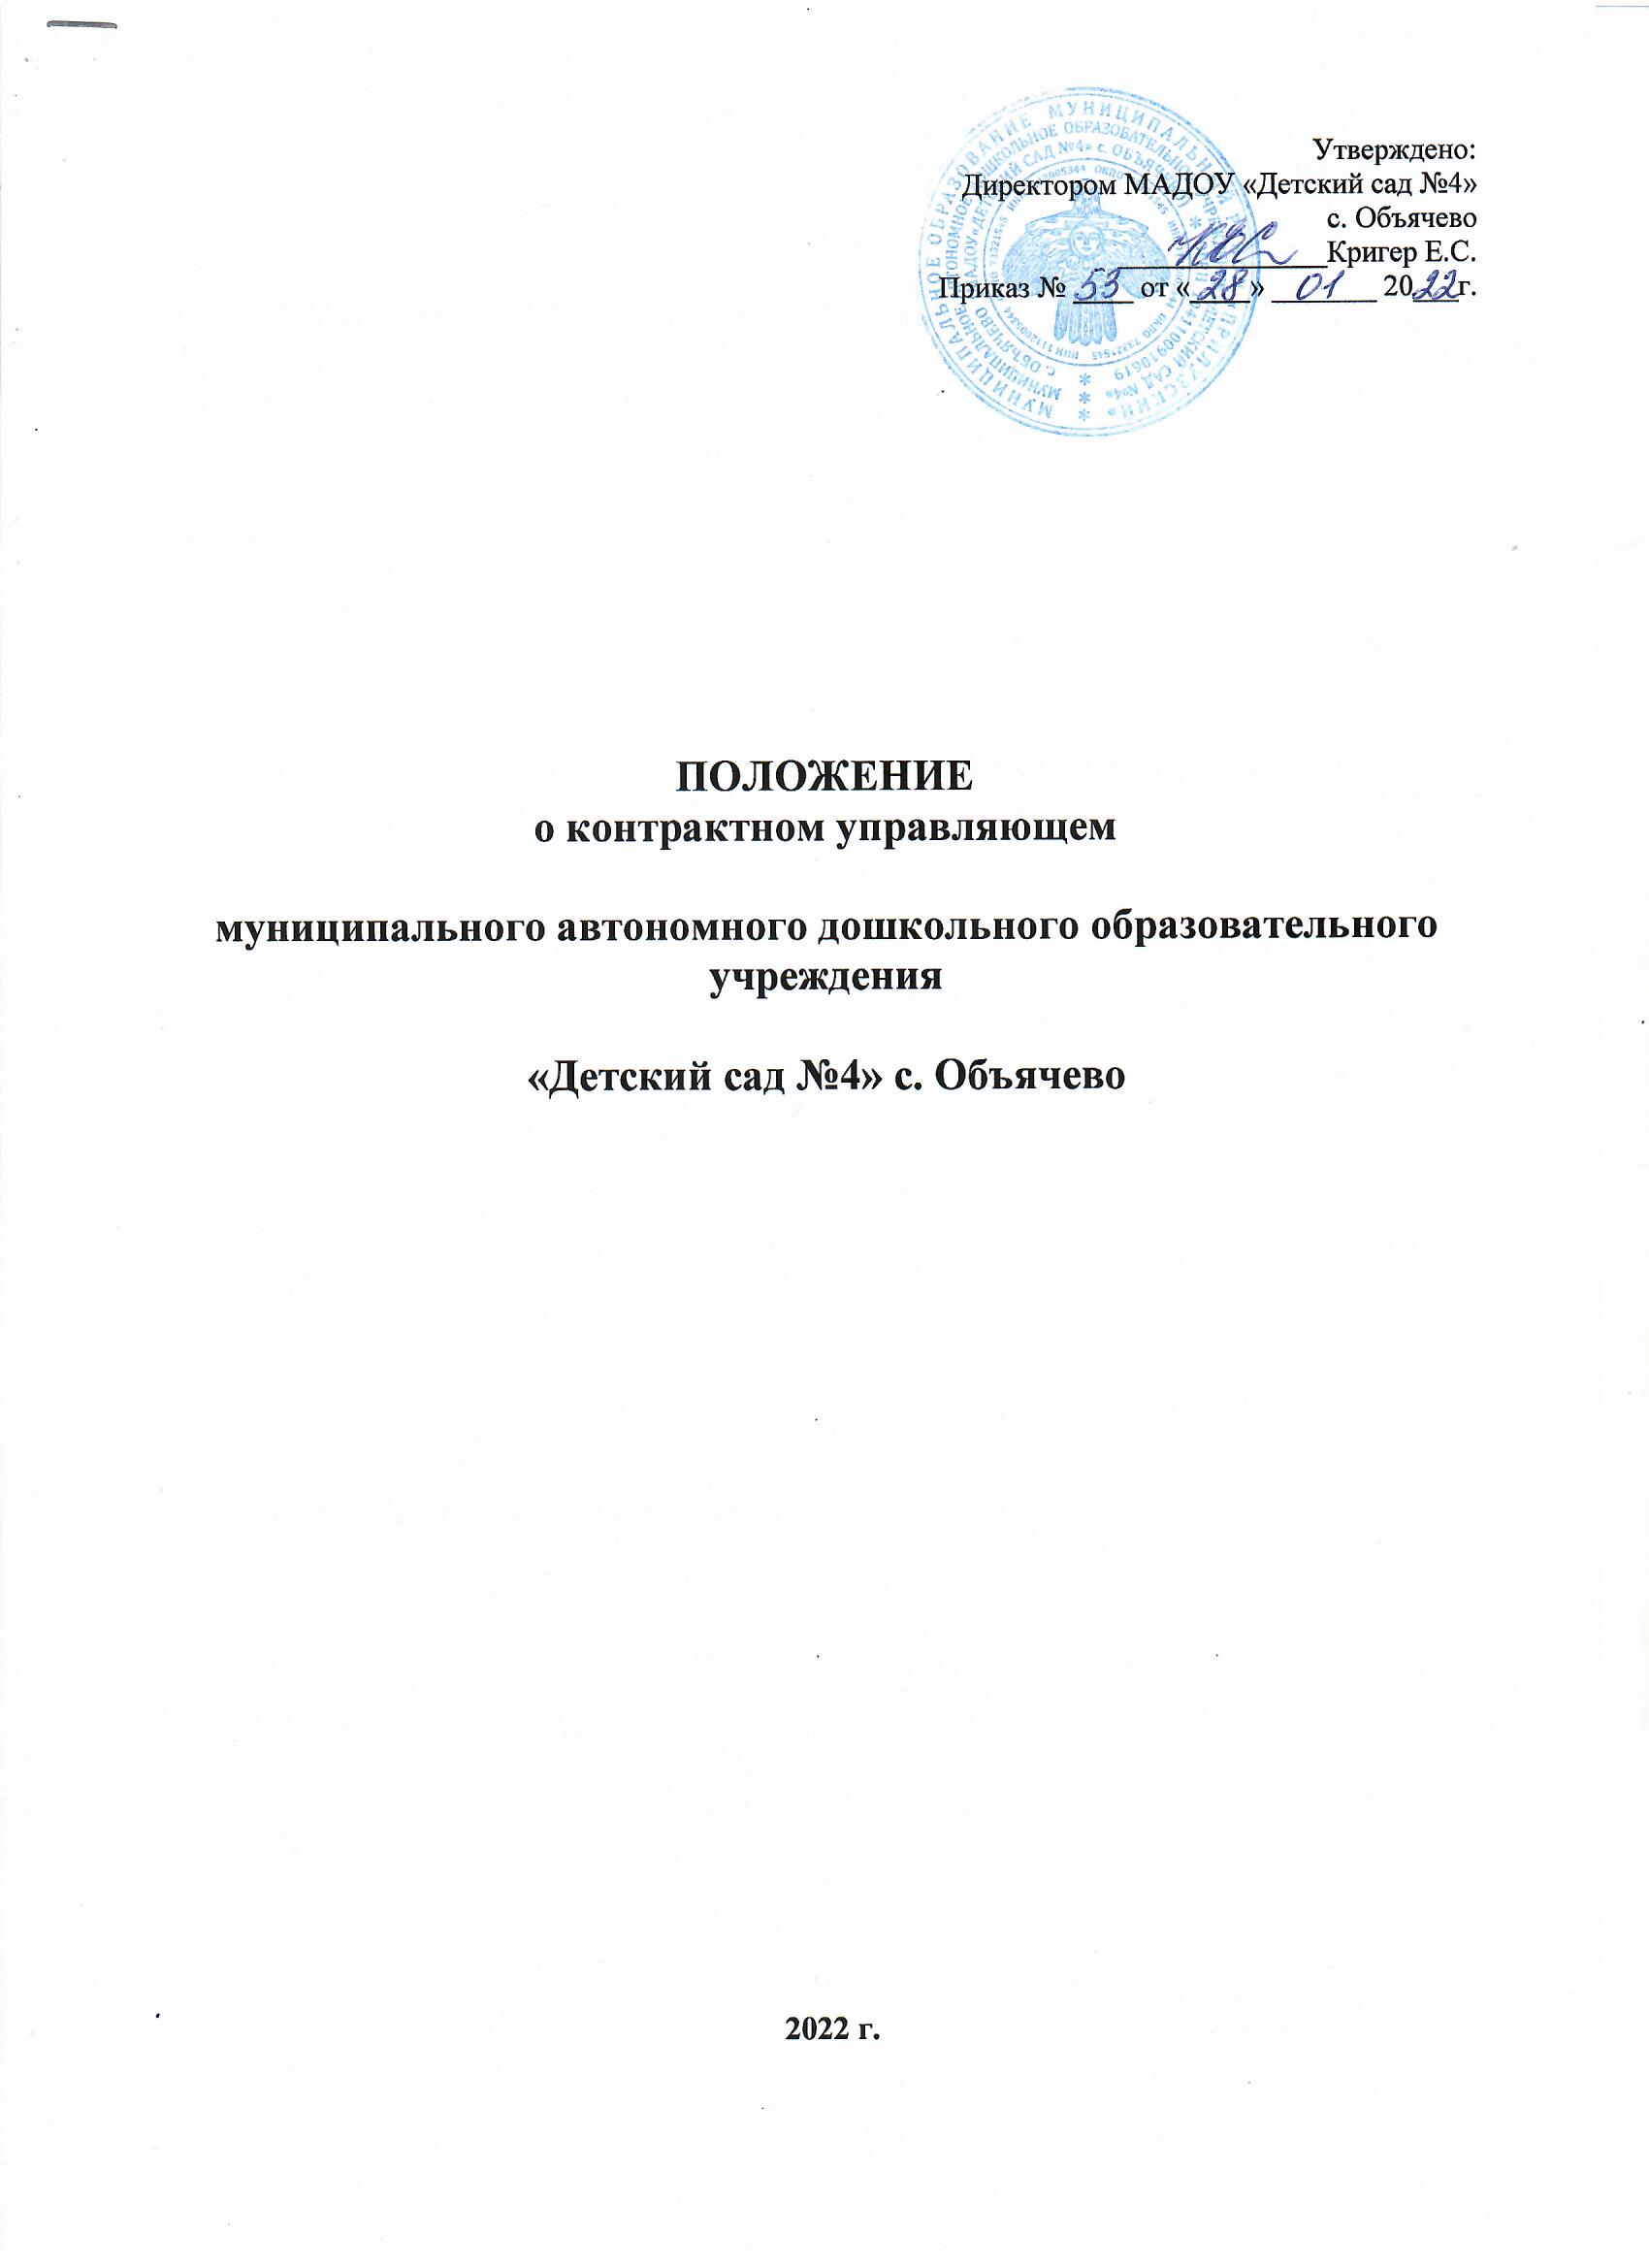 Утверждено:
Директором МАДОУ «Детский сад №4»
с. Объячево
Кригер Е.С.
Приказ № 53 от «28» 01 2022г.
ПОЛОЖЕНИЕ
о контрактном управляющем
муниципального автономного дошкольного образовательного
учреждения
«Детский сад №4» с. Объячево
2022 г.